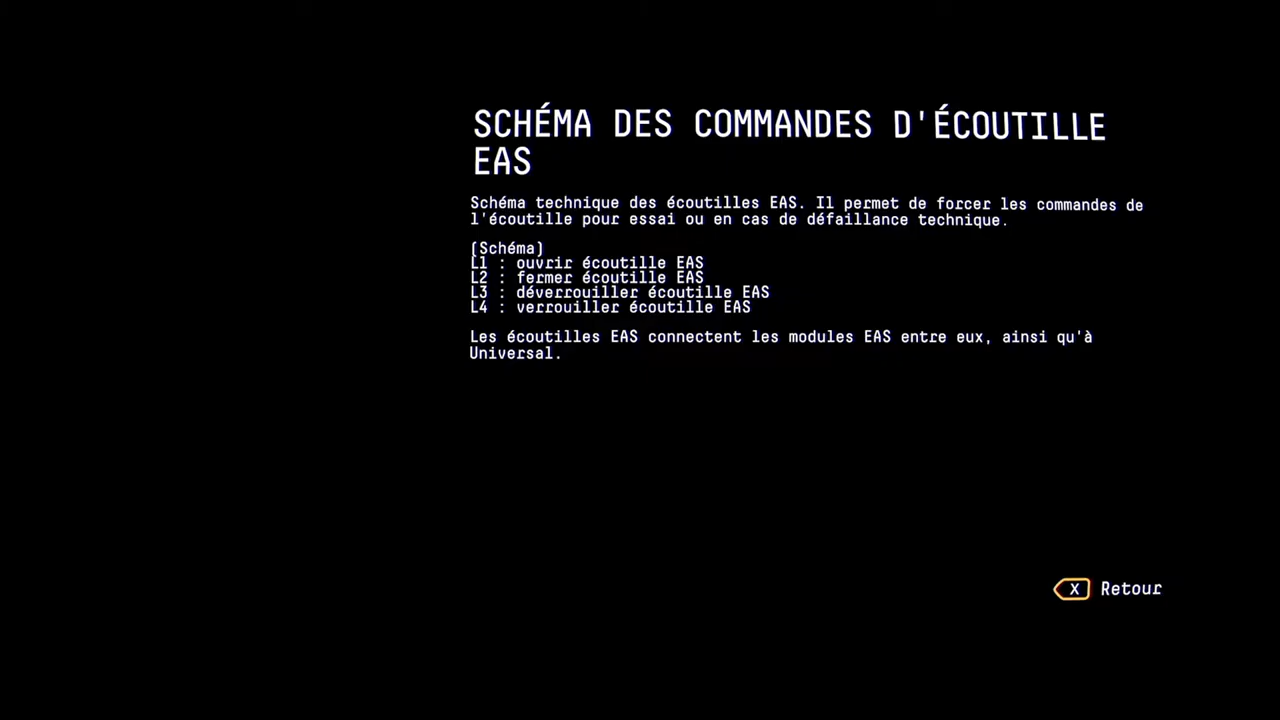 SCHÉMA DES COMMANDES D'ÉCOUTILLE
EAS
Schéma technique des écoutilles EAS. Il permet de forcer les commandes de
l'écoutille pour essai ou en cas de défaillance technique.
(Schéma)
L1 : ouvrir écoutille EAS
L2 : fermer écoutille EAS
L3 : déverrouiller écoutille EAS
L4 : verrouiller écoutille EAS
Les écoutilles EAS connectent les modules EAS entre eux, ainsi qu'à
Universal.
X Retour